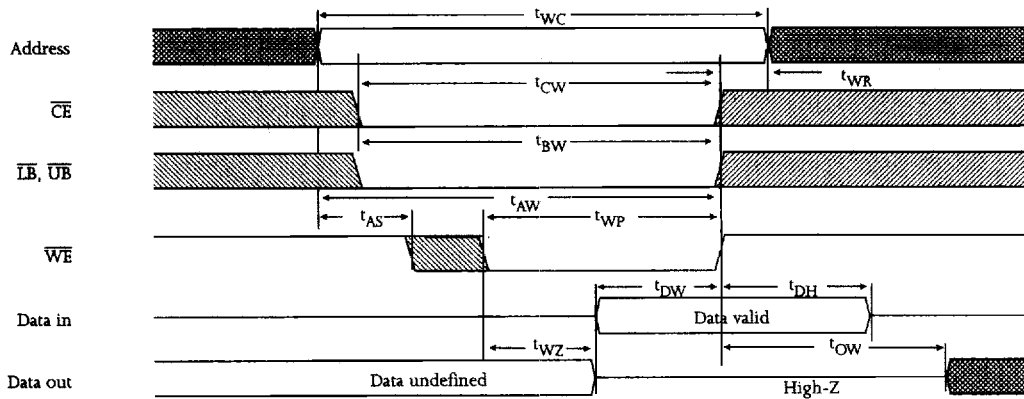 tWC
Address
tCW
tWR
CE
tBW
LB, UB
tAW
tAS
tWP
WE
tDW
tDH
Data in
Data valid
tWZ
tOW
Data out
Data undefined
High-Z